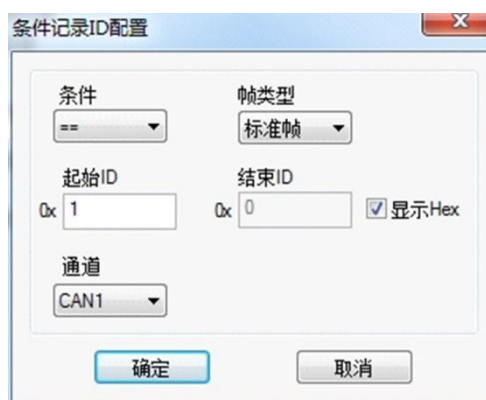 条件记录ID配置
条件 帧类型
== 标准帧
起始ID 结束ID
0x 1 0x 0 显示Hex
通道
CAN1
确定 取消